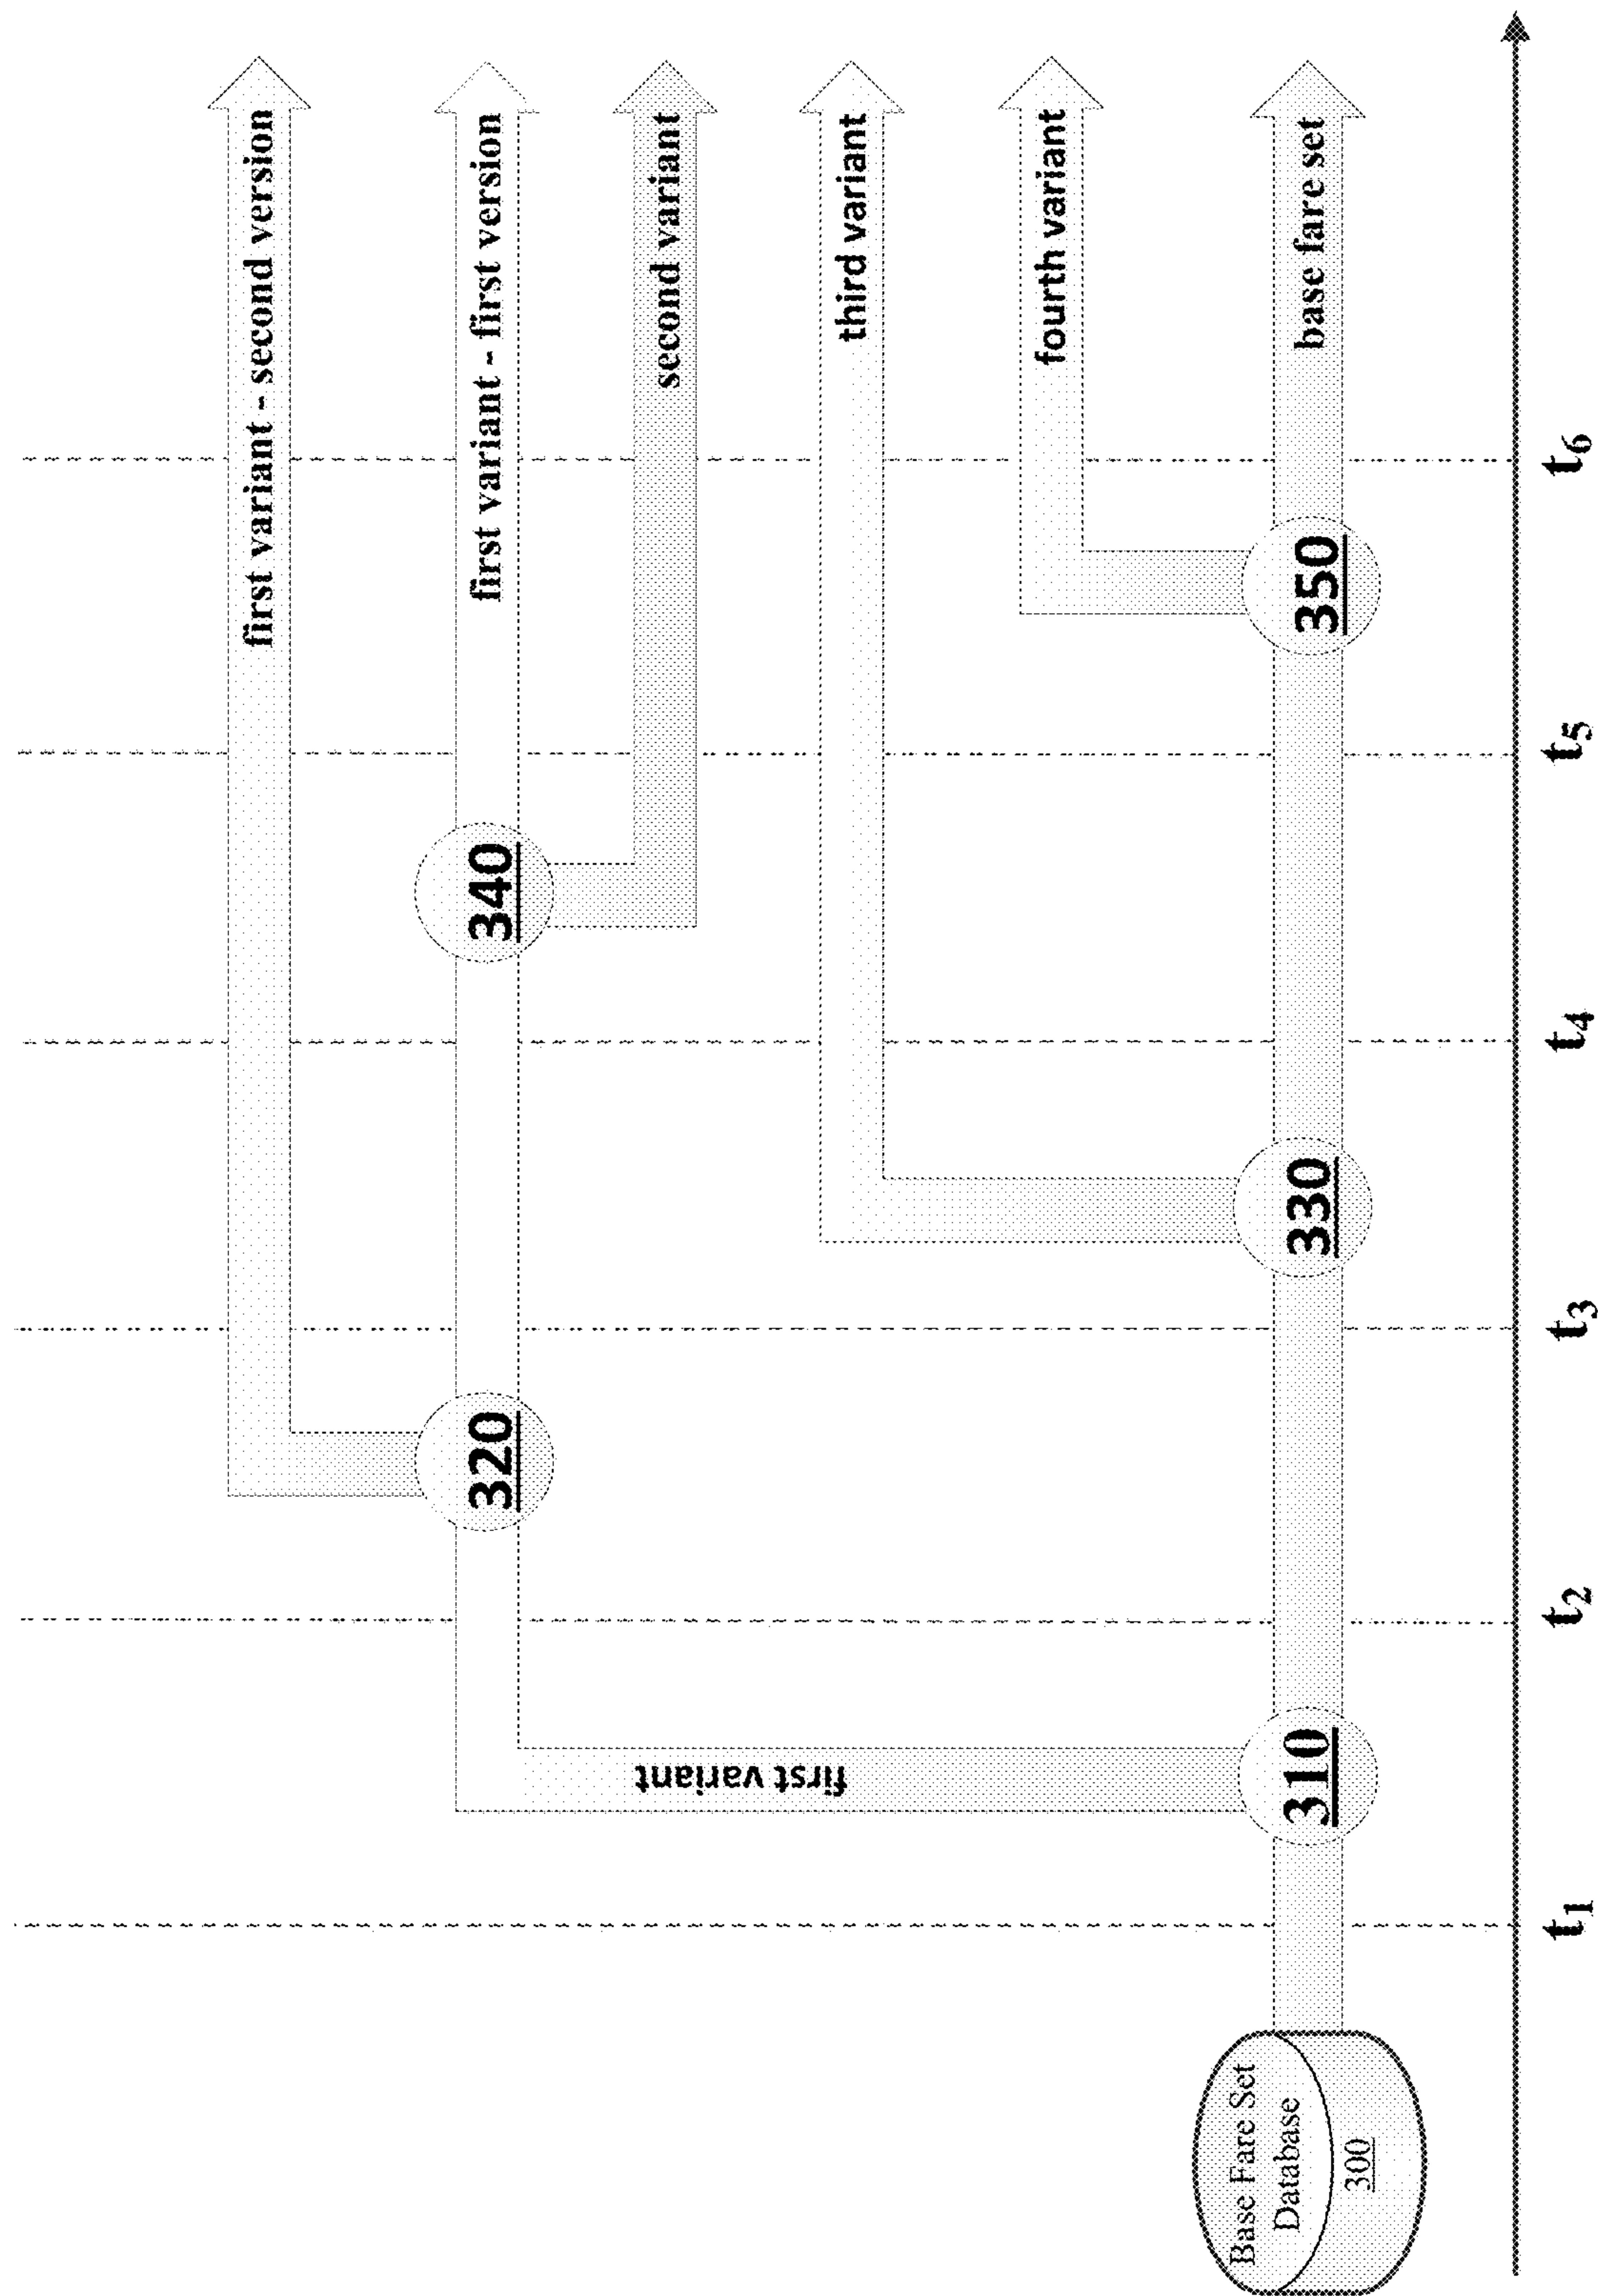 first variant - second version
first variant - first version
second variant
third variant
fourth variant
base fare set
320
340
330
350
310
first variant
Base Fare Set
Database
300
t1
t2
t3
t4
t5
t6